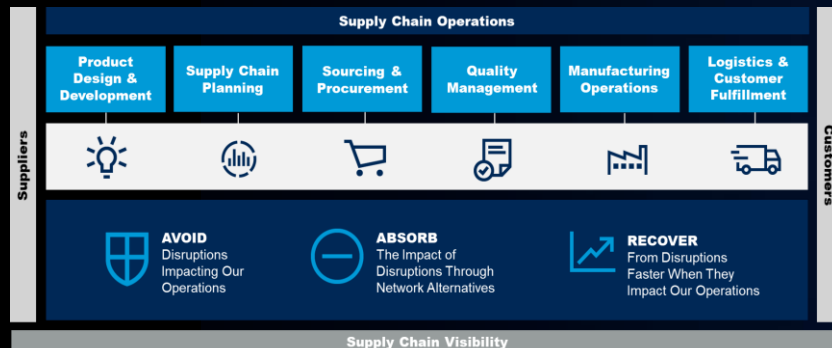 Supply Chain Operations
Product
Design &
Development
Supply Chain
Planning
Sourcing &
Procurement
Quality
Management
Manufacturing
Operations
Logistics &
Customer
Fulfillment
Suppliers
Customers
AVOID
Disruptions
Impacting Our
Operations
ABSORB
The Impact of
Disruptions Through
Network Alternatives
RECOVER
From Disruptions
Faster When They
Impact Our Operations
Supply Chain Visibility